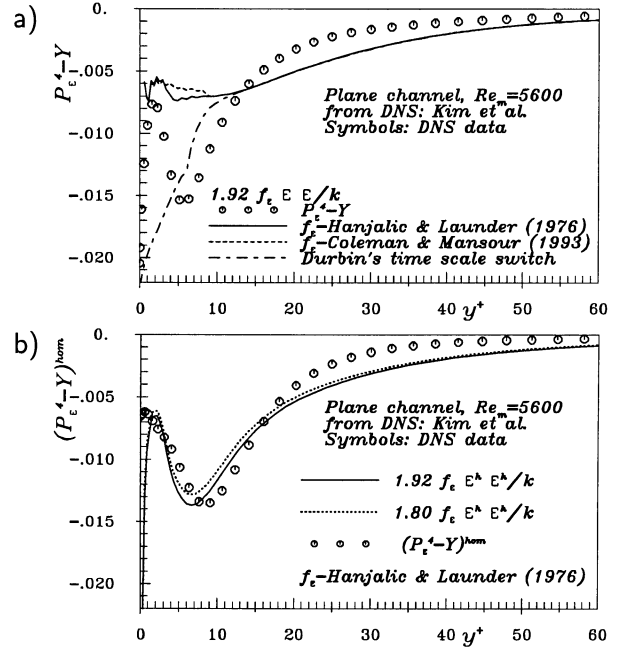 a)
0.
-.005
-.010
-.015
-.020
P_ε^4-Y
Plane channel, Re_m=5600
from DNS: Kim et al.
Symbols: DNS data
1.92 f_ε E E/k
P_ε^4-Y
f_ε-Hanjalic & Launder (1976)
f_ε-Coleman & Mansour (1993)
Durbin's time scale switch
0 10 20 30 40 50 60
y^+
b)
0.
-.005
-.010
-.015
-.020
(P_ε^4-Y)^hom
Plane channel, Re_m=5600
from DNS: Kim et al.
Symbols: DNS data
1.92 f_ε E^h E^h/k
1.80 f_ε E^h E^h/k
(P_ε^4-Y)^hom
f_ε-Hanjalic & Launder (1976)
0 10 20 30 40 50 60
y^+